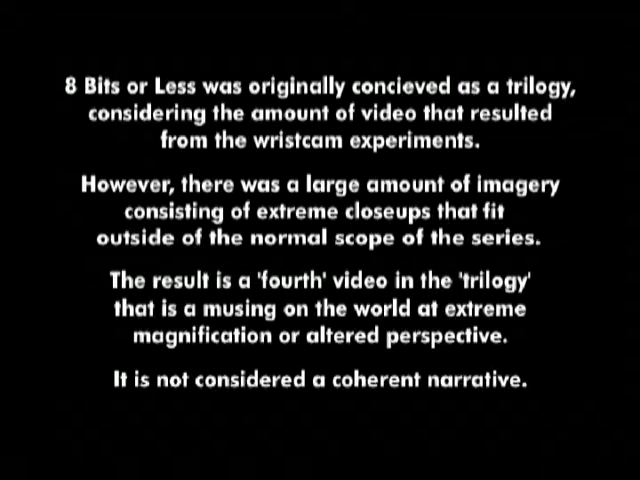 8 Bits or Less was originally concieved as a trilogy,
considering the amount of video that resulted
from the wristcam experiments.
However, there was a large amount of imagery
consisting of extreme closeups that fit
outside of the normal scope of the series.
The result is a 'fourth' video in the 'trilogy'
that is a musing on the world at extreme
magnification or altered perspective.
It is not considered a coherent narrative.